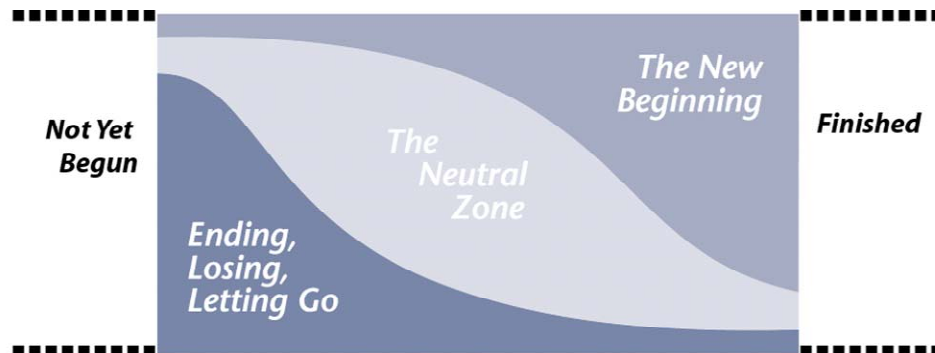 Not Yet
Begun
Ending,
Losing,
Letting Go
The
Neutral
Zone
The New
Beginning
Finished